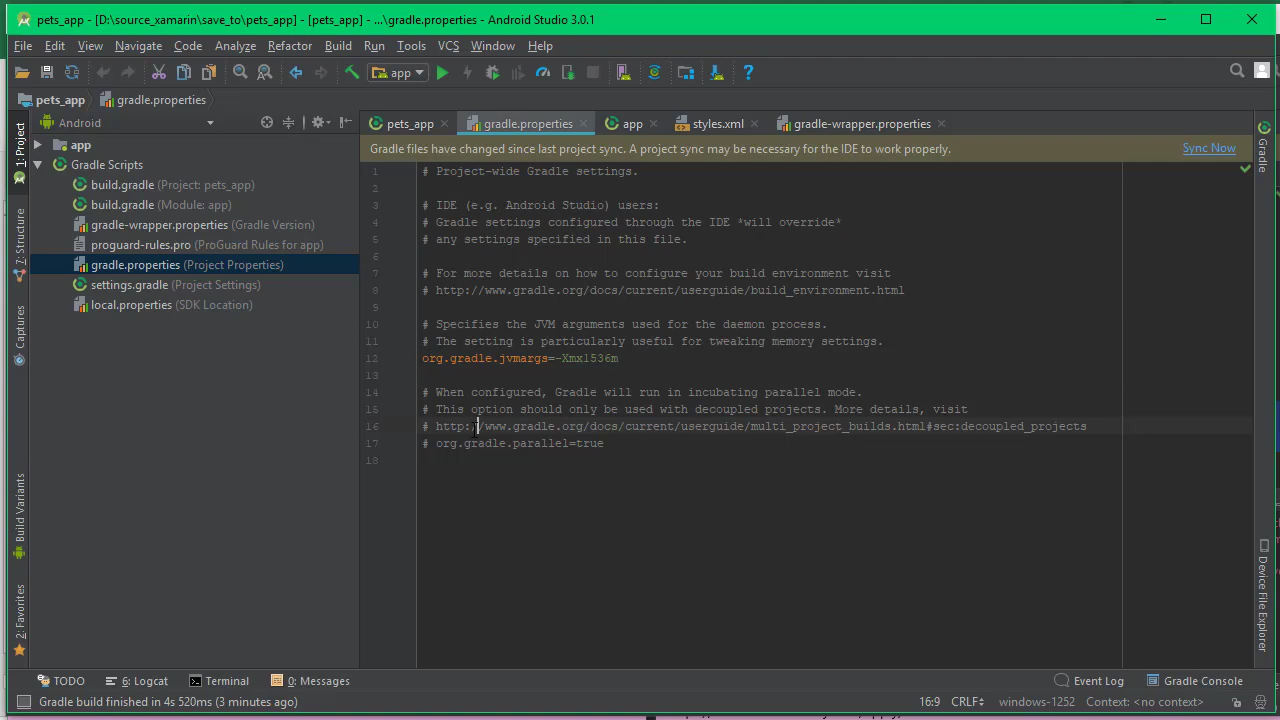 pets_app - [D:\source_xamarin\save_to\pets_app] - [pets_app] - ...\gradle.properties - Android Studio 3.0.1
File Edit View Navigate Code Analyze Refactor Build Run Tools VCS Window Help
app
pets_app gradle.properties
Android
pets_app gradle.properties app styles.xml gradle-wrapper.properties
Gradle files have changed since last project sync. A project sync may be necessary for the IDE to work properly. Sync Now
1: Project
7: Structure
Captures
Build Variants
2: Favorites
app
Gradle Scripts
build.gradle (Project: pets_app)
build.gradle (Module: app)
gradle-wrapper.properties (Gradle Version)
proguard-rules.pro (ProGuard Rules for app)
gradle.properties (Project Properties)
settings.gradle (Project Settings)
local.properties (SDK Location)
1 # Project-wide Gradle settings.
2
3 # IDE (e.g. Android Studio) users:
4 # Gradle settings configured through the IDE *will override*
5 # any settings specified in this file.
6
7 # For more details on how to configure your build environment visit
8 # http://www.gradle.org/docs/current/userguide/build_environment.html
9
10 # Specifies the JVM arguments used for the daemon process.
11 # The setting is particularly useful for tweaking memory settings.
12 org.gradle.jvmargs=-Xmx1536m
13
14 # When configured, Gradle will run in incubating parallel mode.
15 # This option should only be used with decoupled projects. More details, visit
16 # http://www.gradle.org/docs/current/userguide/multi_project_builds.html#sec:decoupled_projects
17 # org.gradle.parallel=true
18
Gradle
Device File Explorer
TODO 6: Logcat Terminal 0: Messages Event Log Gradle Console
Gradle build finished in 4s 520ms (3 minutes ago) 16:9 CRLF windows-1252 Context: <no context>